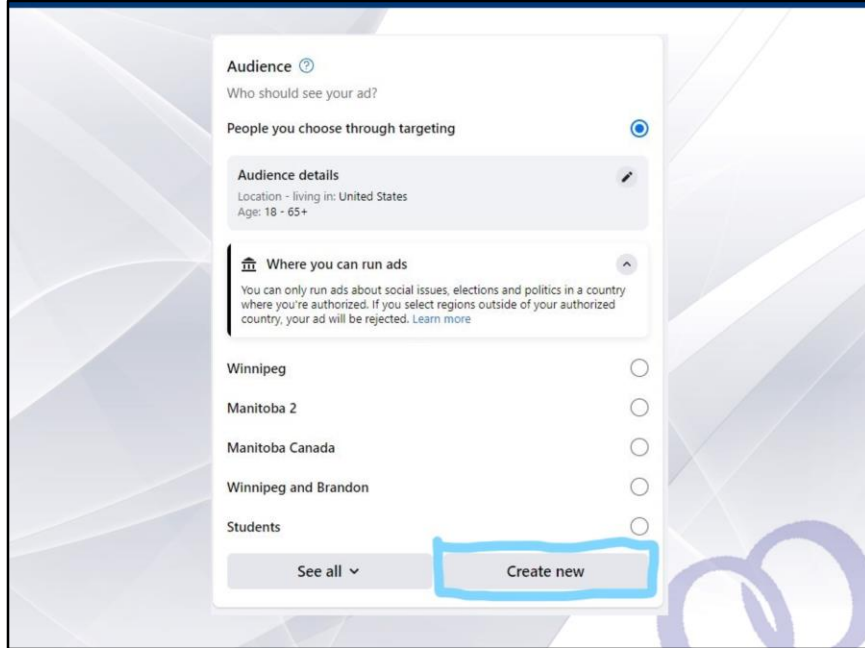 Audience
Who should see your ad?
People you choose through targeting
Audience details
Location - living in: United States
Age: 18 - 65+
Where you can run ads
You can only run ads about social issues, elections and politics in a country
where you're authorized. If you select regions outside of your authorized
country, your ad will be rejected. Learn more
Winnipeg
Manitoba 2
Manitoba Canada
Winnipeg and Brandon
Students
See all Create new